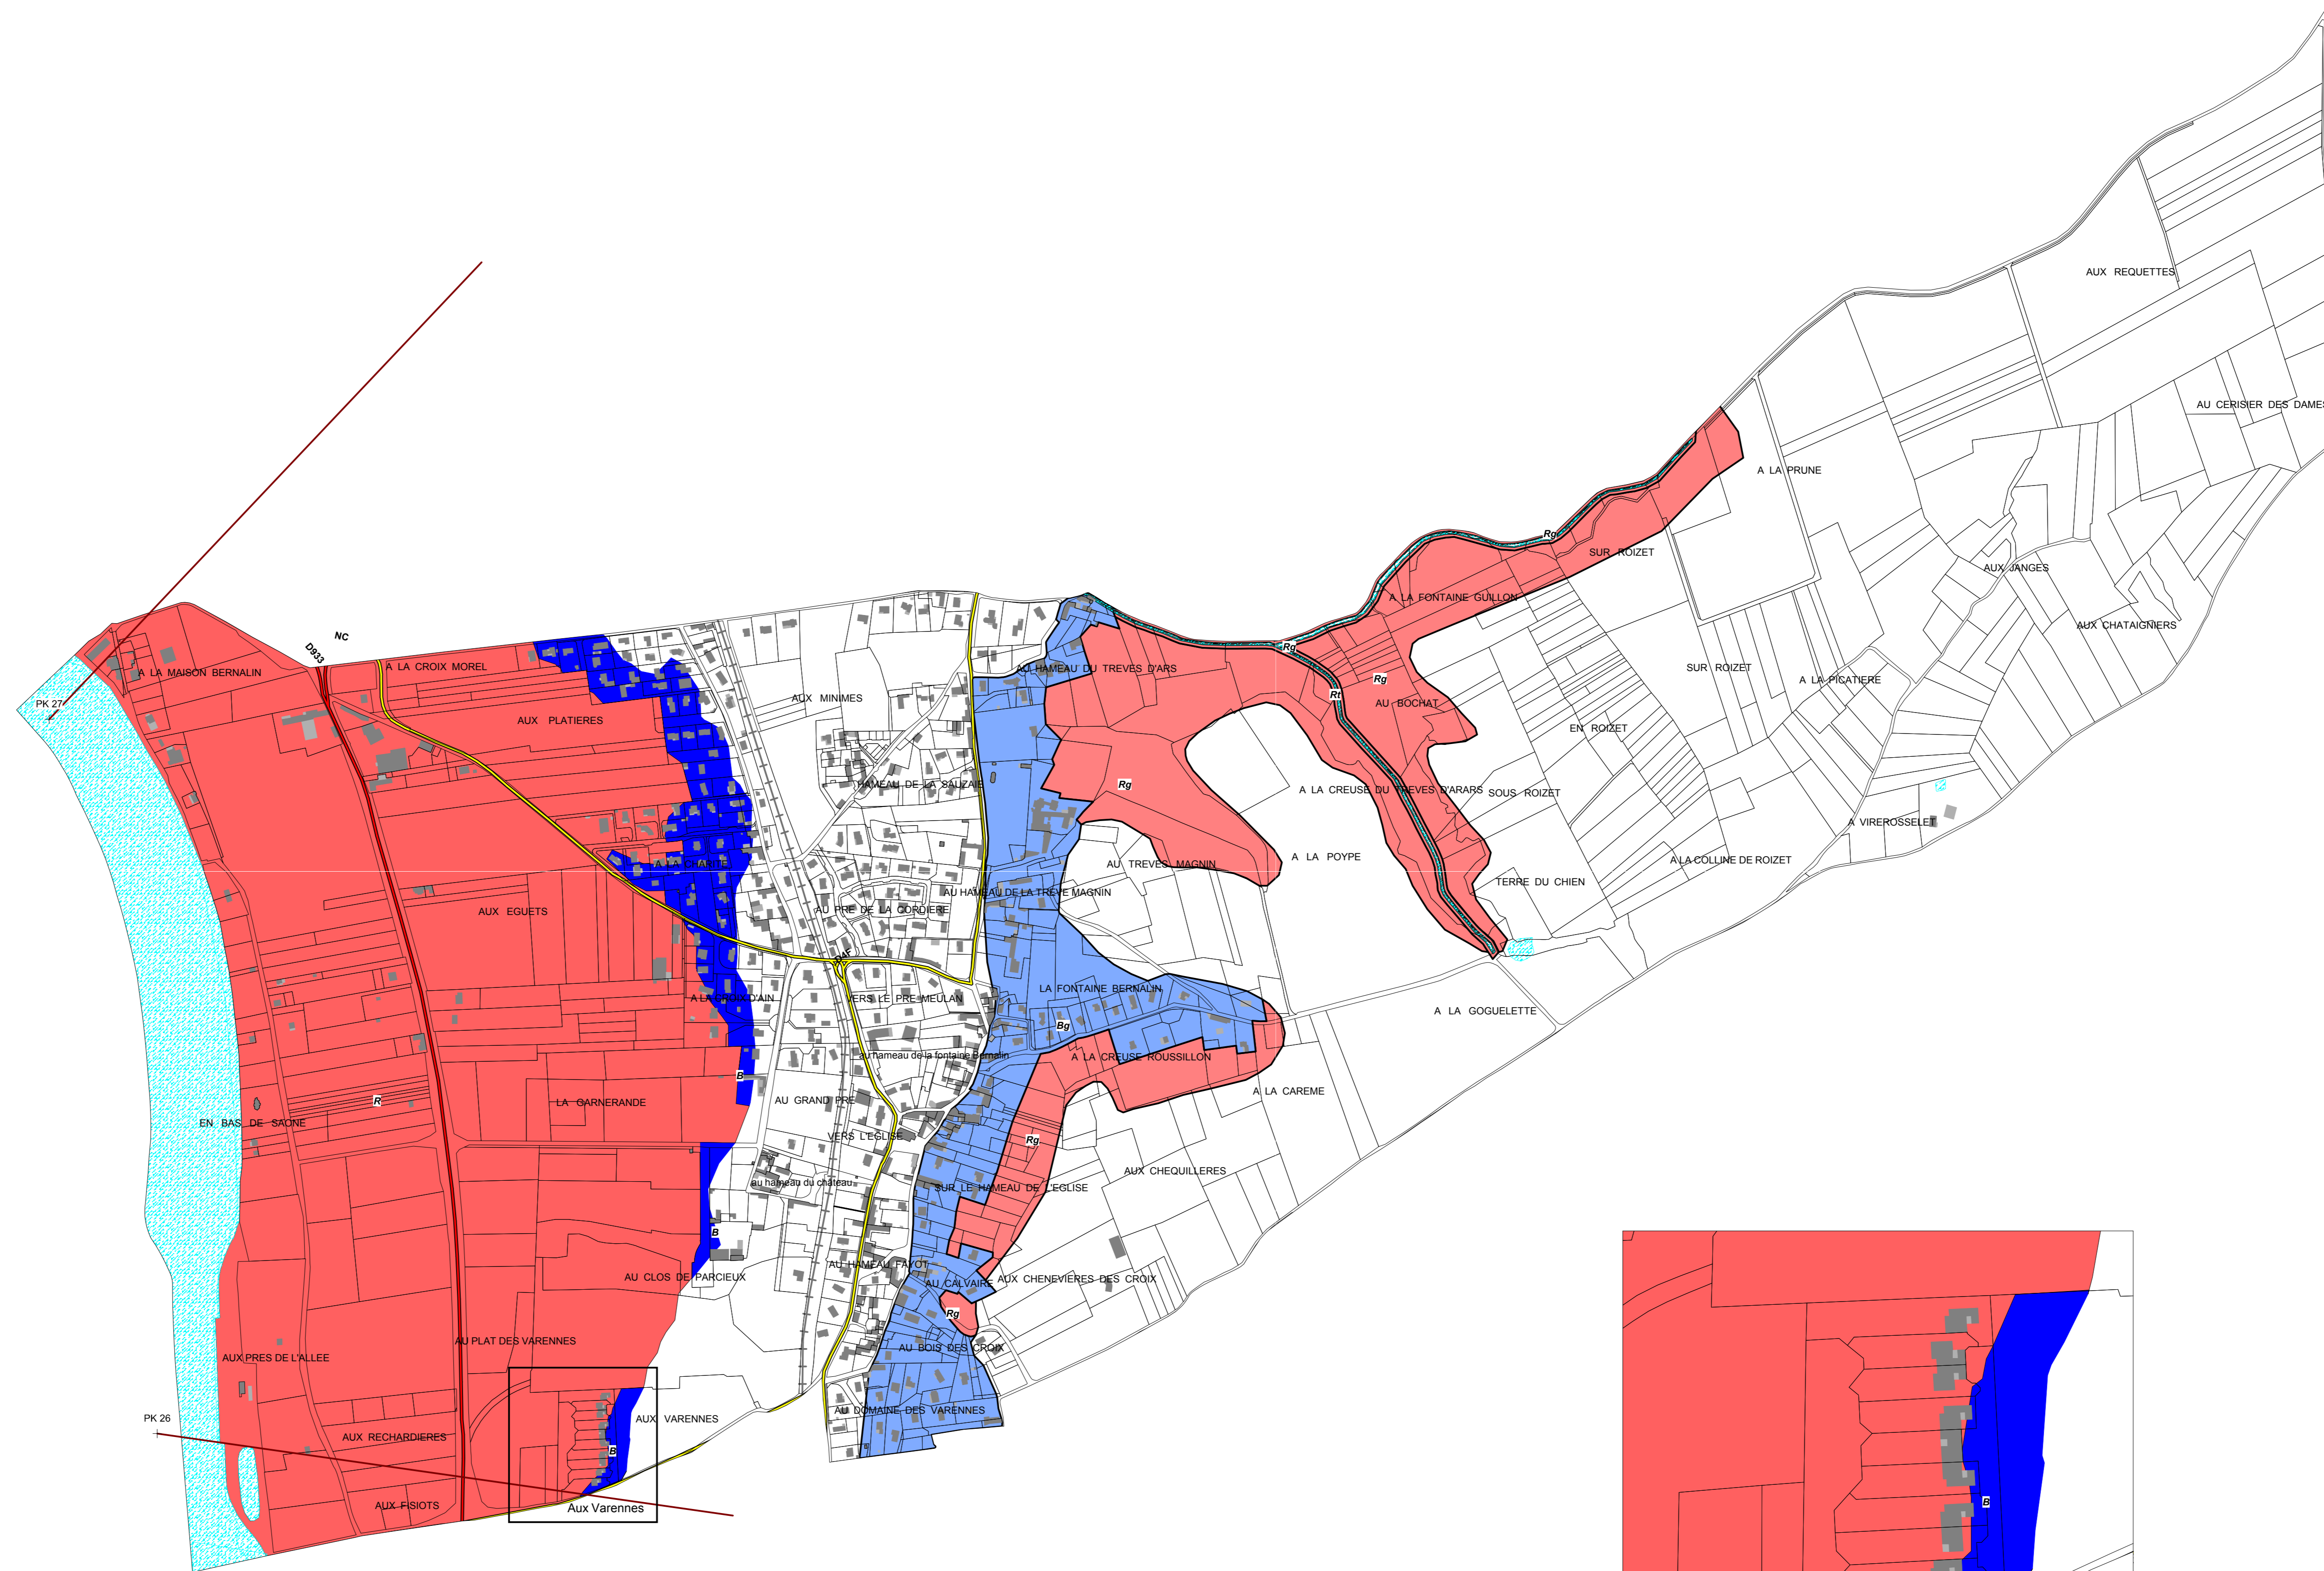 AUX REQUETTES
AU CERISIER DES DAMES
A LA PRUNE
Rg
SUR ROIZET
AUX JANGES
A LA FONTAINE GUILLON
AUX CHATAIGNIERS
NC
D933
A LA CROIX MOREL
A LA MAISON BERNALIN
AU HAMEAU DU TREVES D'ARS
Rg
Rg
SUR ROIZET
A LA PICATIERE
PK 27
AUX MINIMES
Rt
AU BOCHAT
AUX PLATIERES
EN ROIZET
HAMEAU DE LA SAUZAIE
Rg
A LA CREUSE DU TREVES D'ARARS
SOUS ROIZET
A VIREROSSELET
A LA CHARITE
AU TREVES MAGNIN
A LA POYPE
A LA COLLINE DE ROIZET
TERRE DU CHIEN
AU HAMEAU DE LA TREVE MAGNIN
AUX EGUETS
AU PRE DE LA CORDIERE
A LA CROIX D'AIN
VERS LE PRE MEULAN
LA FONTAINE BERNALIN
A LA GOGUELETTE
Bg
au hameau de la fontaine Bernalin
A LA CREUSE ROUSSILLON
B
A LA CAREME
R
LA GARNERANDE
AU GRAND PRE
EN BAS DE SAONE
VERS L'EGLISE
Rg
AUX CHEQUILLERES
au hameau du château
SUR LE HAMEAU DE L'EGLISE
B
AU HAMEAU FAYOT
AU CLOS DE PARCIEUX
AU CALVAIRE
AUX CHENEVIERES DES CROIX
Rg
AU PLAT DES VARENNES
AU BOIS DES CROIX
AUX PRES DE L'ALLEE
AU DOMAINE DES VARENNES
PK 26
AUX VARENNES
AUX RECHARDIERES
B
AUX FISIOTS
Aux Varennes
B